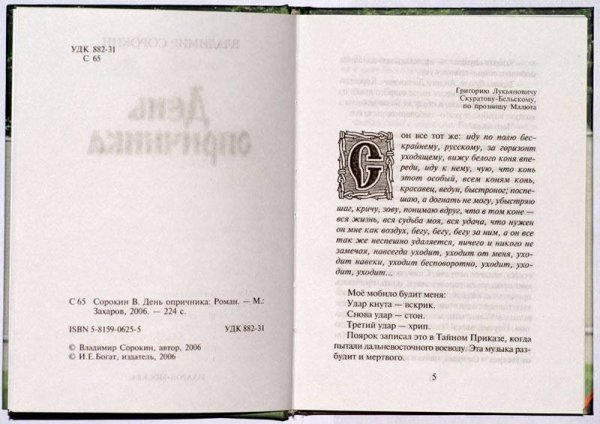 УДК 882-31
С 65
С 65 Сорокин В. День опричника: Роман. — М.:
Захаров, 2006. — 224 с.
ISBN 5-8159-0625-5 УДК 882-31
© Владимир Сорокин, автор, 2006
© И.Е.Богат, издатель, 2006
Григорию Лукьяновичу
Скуратову-Бельскому,
по прозвищу Малюта
Сон все тот же: иду по полю бес-
крайнему, русскому, за горизонт
уходящему, вижу белого коня впе-
реди, иду к нему, чую, что конь
этот особый, всем коням конь,
красавец, ведун, быстроног; поспе-
шаю, а догнать не могу, убыстряю
шаг, кричу, зову, понимаю вдруг, что в том коне —
вся жизнь, вся судьба моя, вся удача, что нужен
он мне как воздух, бегу, бегу, бегу за ним, а он все
так же неспешно удаляется, ничего и никого не
замечая, навсегда уходит, уходит от меня, ухо-
дит навеки, уходит бесповоротно, уходит, ухо-
дит, уходит...
Моё мобило будит меня:
Удар кнута — вскрик.
Снова удар — стон.
Третий удар — хрип.
Поярок записал это в Тайном Приказе, когда
пытали дальневосточного воеводу. Эта музыка раз-
будит и мертвого.
5